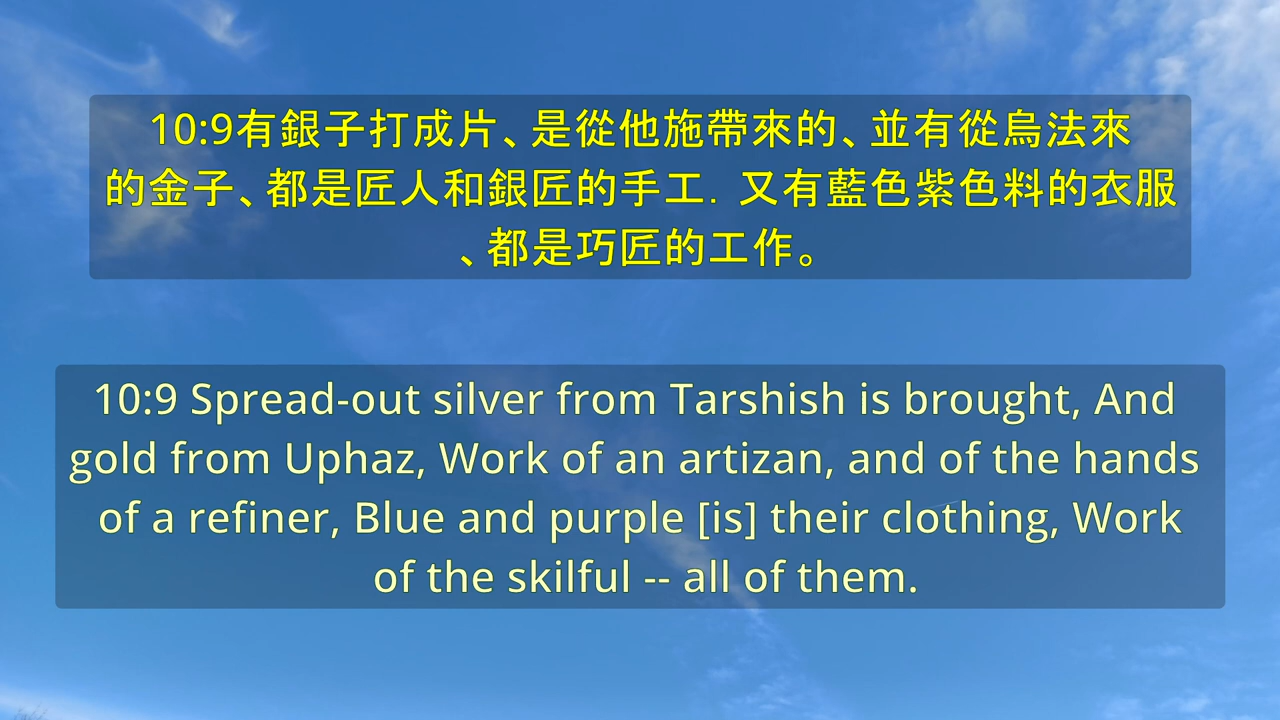 10:9有銀子打成片、是從他施帶來的、並有從烏法來
的金子、都是匠人和銀匠的手工．又有藍色紫色料的衣服
、都是巧匠的工作。
10:9 Spread-out silver from Tarshish is brought, And
gold from Uphaz, Work of an artizan, and of the hands
of a refiner, Blue and purple [is] their clothing, Work
of the skilful -- all of them.